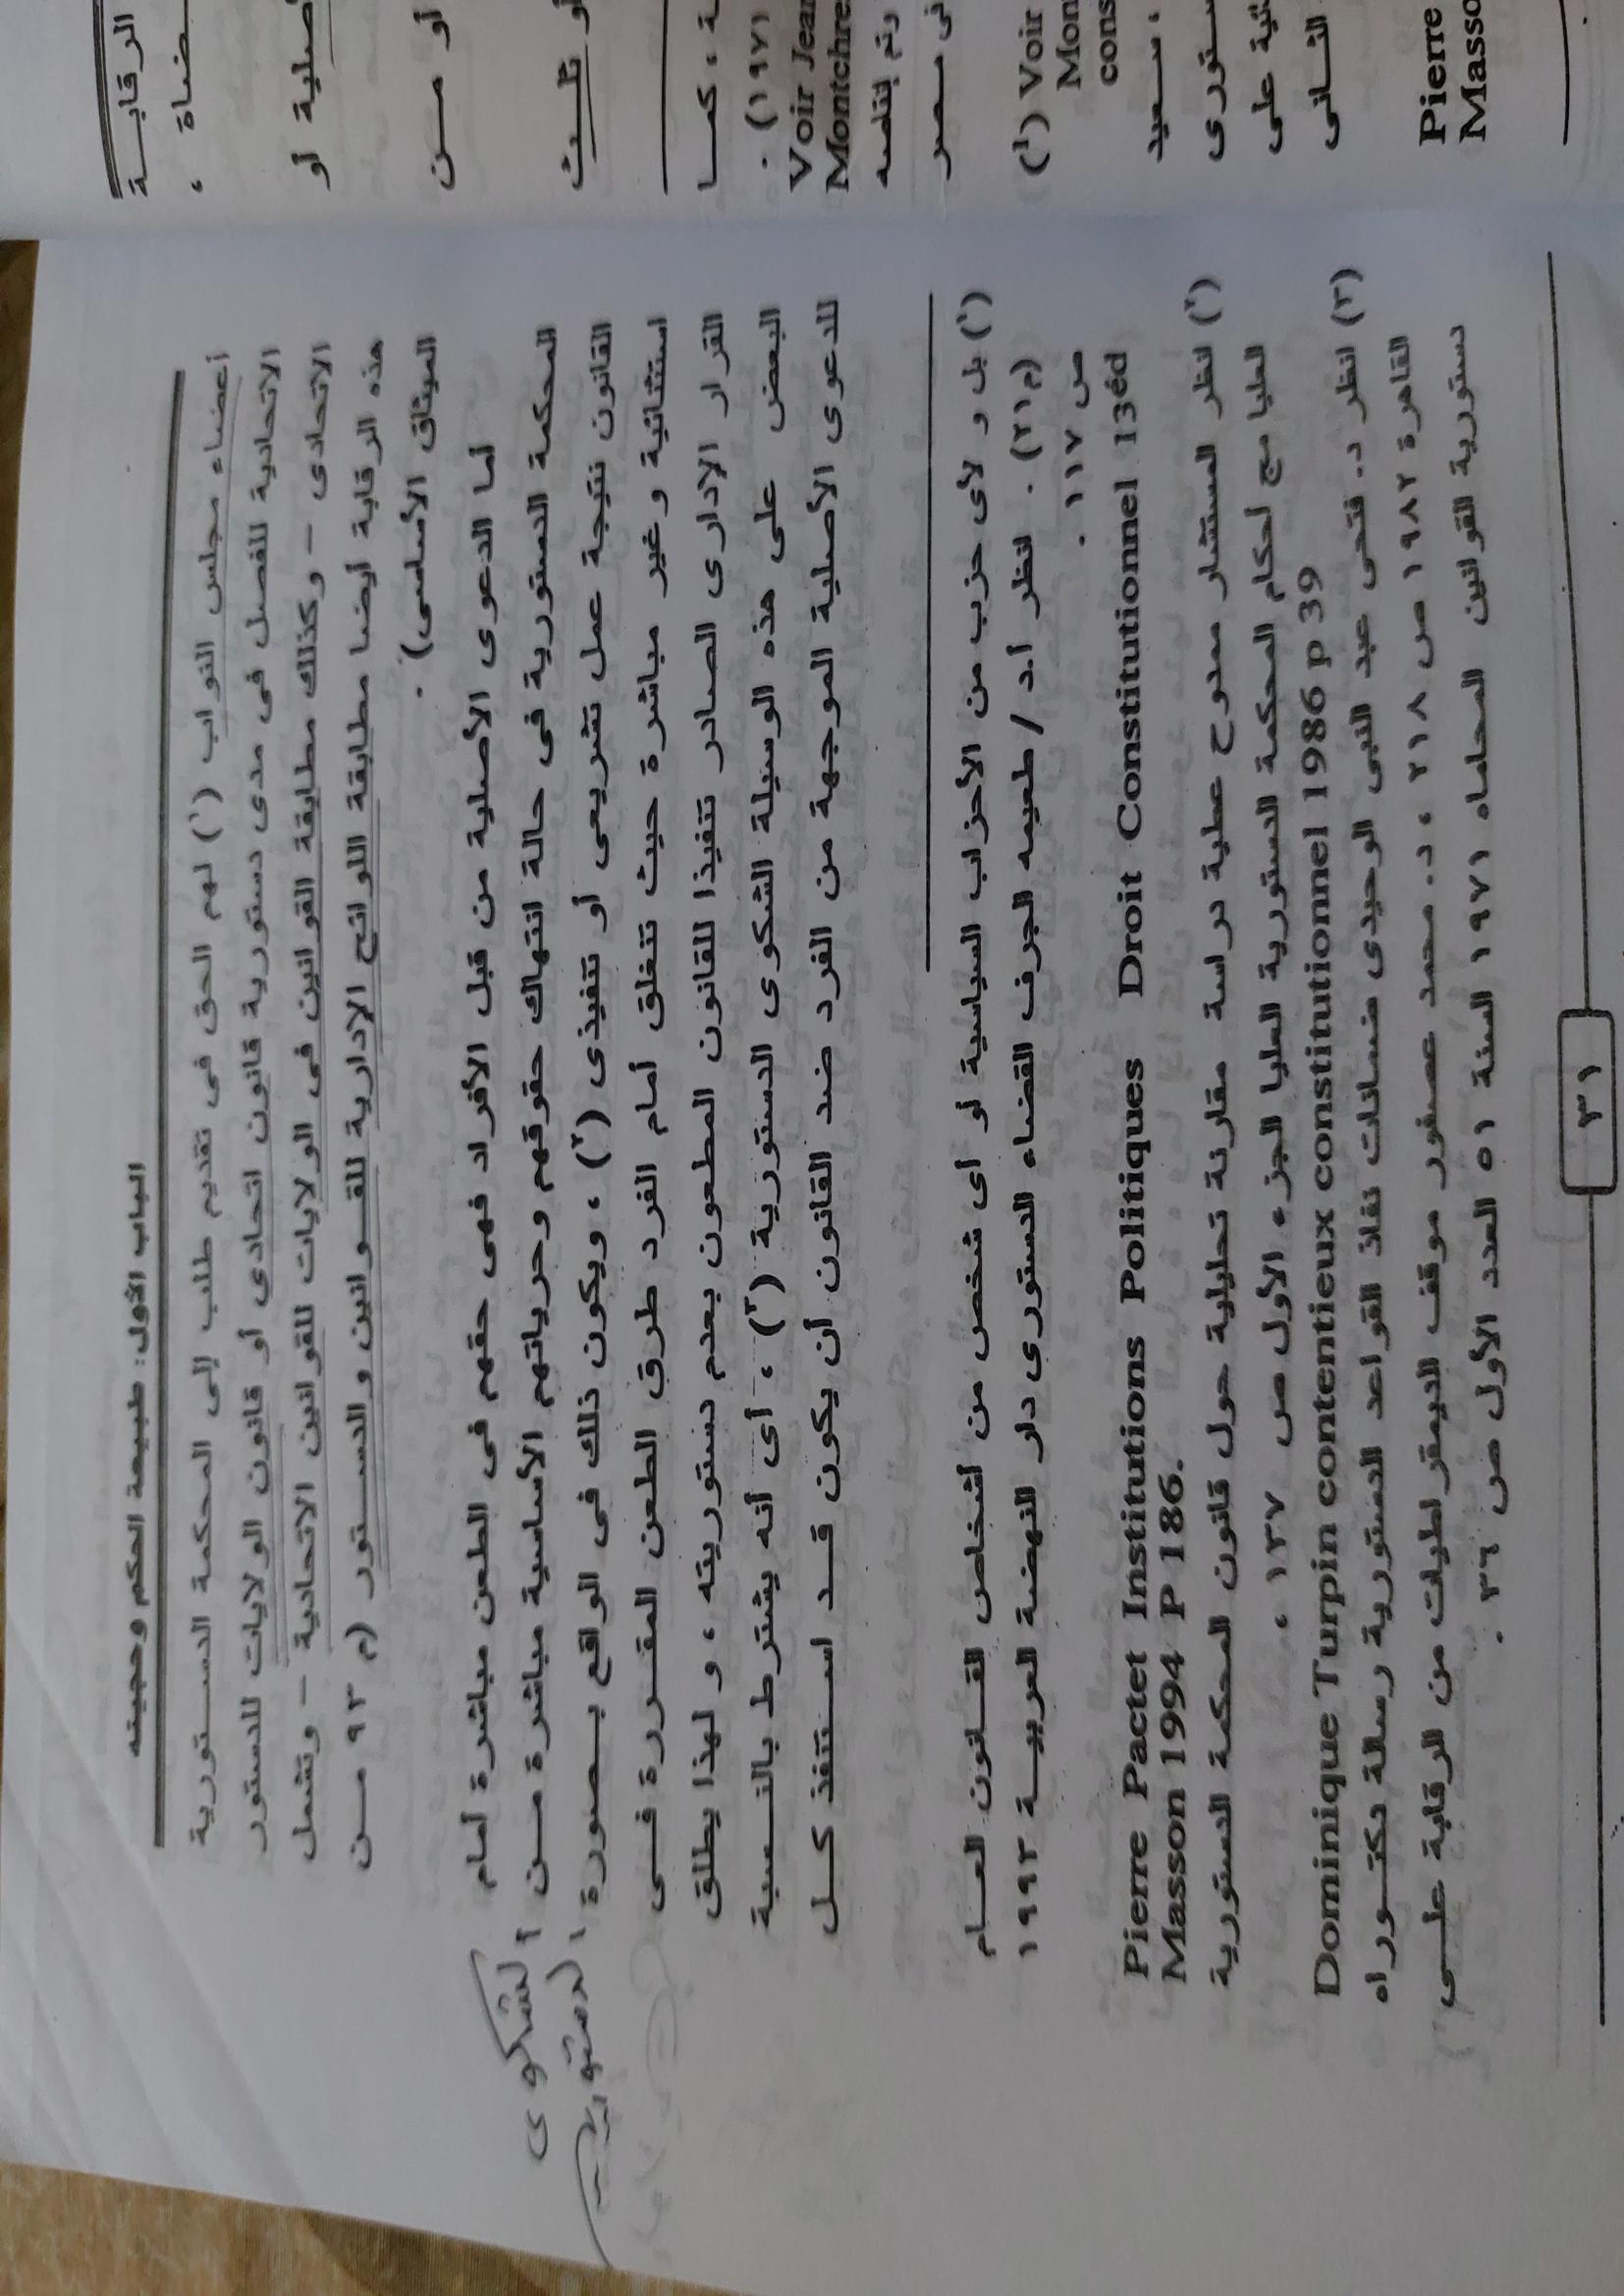 الباب الأول: طبيعة الحكم وحجيته
أعضاء مجلس النواب (١) لهم الحق فى تقديم طلب إلى المحكمة الدستورية
الاتحادية للفصل فى مدى دستورية قانون اتحادى أو قانون الولايات للدستور
الاتحادى – وكذلك مطابقة القوانين فى الولايات للقوانين الاتحادية – وتشمل
هذه الرقابة أيضا مطابقة اللوائح الإدارية للقوانين والدستور (م ٩٣ من
الميثاق الأساسى) .
أما الدعوى الأصلية من قبل الأفراد فهى حقهم فى الطعن مباشرة أمام
المحكمة الدستورية فى حالة انتهاك حقوقهم وحرياتهم الأساسية مباشرة من
القانون نتيجة عمل تشريعى أو تنفيذى (٢) ، ويكون ذلك فى الواقع بصورة
استثنائية وغير مباشرة حيث تنغلق أمام الفرد طرق الطعن المقررة فى
القرار الإدارى الصادر تنفيذا للقانون المطعون بعدم دستوريته ، ولهذا يطلق
البعض على هذه الوسيلة الشكوى الدستورية (٣) ، أى أنه يشترط بالنسبة
للدعوى الأصلية الموجهة من الفرد ضد القانون أن يكون قد استنفذ كل
الشكوى
الدستورية
(١) بل و لأى حزب من الأحزاب السياسية أو أى شخص من أشخاص القانون العام
(م٢١) . انظر أ.د / طعيمه الجرف القضاء الدستورى دار النهضة العربية ١٩٩٣
ص ١١٧ .
Pierre Pactet Institutions Politiques Droit Constitutionnel 13éd
Masson 1994 P 186.
(٢) انظر المستشار ممدوح عطية دراسة مقارنة تحليلية حول قانون المحكمة الدستورية
العليا مج أحكام المحكمة الدستورية العليا الجزء الأول ص ١٣٧ ،
Dominique Turpin contentieux constitutionnel 1986 p 39
(٣) انظر د. فتحى عبد النبى الوحيدى ضمانات نفاذ القواعد الدستورية رسالة دكتوراه
القاهرة ١٩٨٢ ص ٢١٨ ، د. محمد عصفور موقف الديمقراطيات من الرقابة على
دستورية القوانين المحاماه ١٩٧١ السنة ٥١ العدد الأول ص ٣٦ .
٣١
الرقابة
ضاة ،
أصلية أو
أو من
أو ثلث
ة ، كما
١٩٧١) .
Voir Jean
Montchre
وتم بتلمسه
فى مصر
(١) Voir
Mon
cons
، سعيد
ستورى
تية على
الثانى
Pierre
Masso